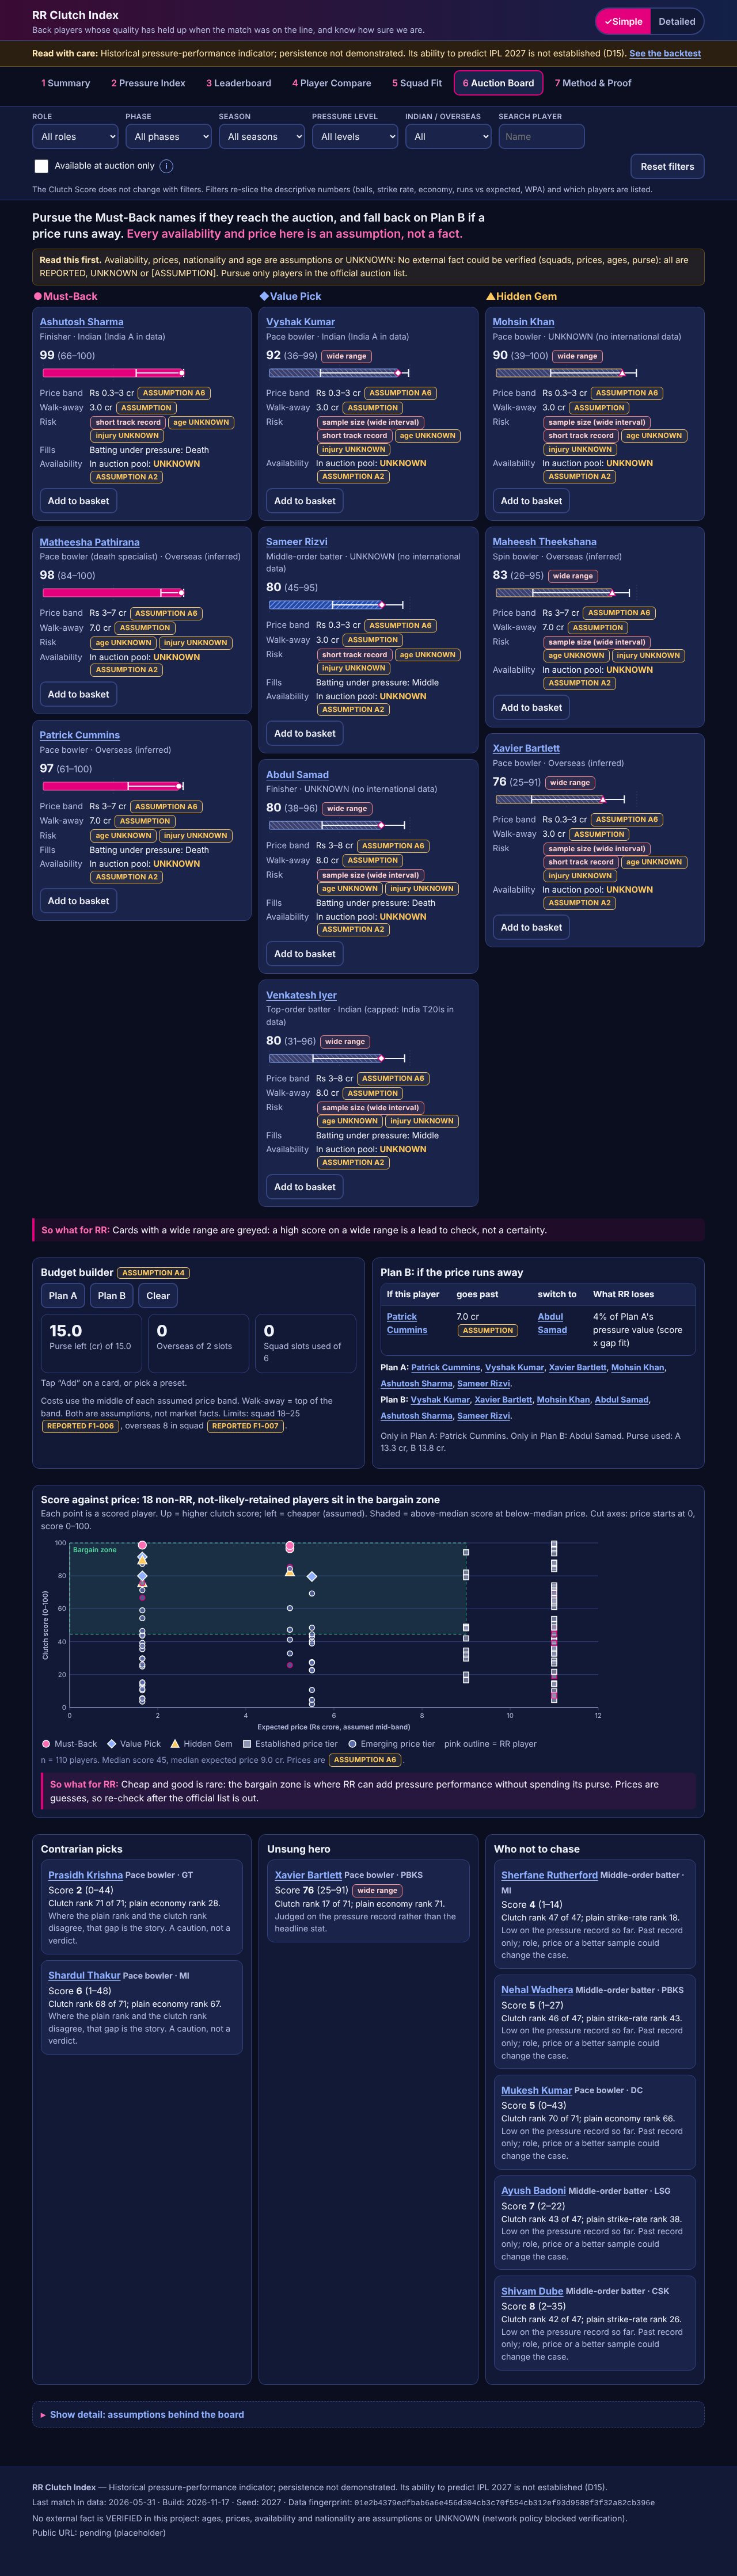 RR Clutch Index
Back players whose quality has held up when the match was on the line, and know how sure we are.
✓Simple
Detailed
Read with care: Historical pressure-performance indicator; persistence not demonstrated. Its ability to predict IPL 2027 is not established (D15). See the backtest
1 Summary
2 Pressure Index
3 Leaderboard
4 Player Compare
5 Squad Fit
6 Auction Board
7 Method & Proof
ROLE
PHASE
SEASON
PRESSURE LEVEL
INDIAN / OVERSEAS
SEARCH PLAYER
All roles
All phases
All seasons
All levels
All
Name
Available at auction only
i
Reset filters
The Clutch Score does not change with filters. Filters re-slice the descriptive numbers (balls, strike rate, economy, runs vs expected, WPA) and which players are listed.
Pursue the Must-Back names if they reach the auction, and fall back on Plan B if a
price runs away. Every availability and price here is an assumption, not a fact.
Read this first. Availability, prices, nationality and age are assumptions or UNKNOWN: No external fact could be verified (squads, prices, ages, purse): all are
REPORTED, UNKNOWN or [ASSUMPTION]. Pursue only players in the official auction list.
●Must-Back
Ashutosh Sharma
Finisher · Indian (India A in data)
99 (66–100)
Price band Rs 0.3–3 cr ASSUMPTION A6
Walk-away 3.0 cr ASSUMPTION
Risk short track record age UNKNOWN
injury UNKNOWN
Fills Batting under pressure: Death
Availability In auction pool: UNKNOWN
ASSUMPTION A2
Add to basket
Matheesha Pathirana
Pace bowler (death specialist) · Overseas (inferred)
98 (84–100)
Price band Rs 3–7 cr ASSUMPTION A6
Walk-away 7.0 cr ASSUMPTION
Risk age UNKNOWN injury UNKNOWN
Availability In auction pool: UNKNOWN
ASSUMPTION A2
Add to basket
Patrick Cummins
Pace bowler · Overseas (inferred)
97 (61–100)
Price band Rs 3–7 cr ASSUMPTION A6
Walk-away 7.0 cr ASSUMPTION
Risk age UNKNOWN injury UNKNOWN
Fills Batting under pressure: Death
Availability In auction pool: UNKNOWN
ASSUMPTION A2
Add to basket
◆Value Pick
Vyshak Kumar
Pace bowler · Indian (India A in data)
92 (36–99) wide range
Price band Rs 0.3–3 cr ASSUMPTION A6
Walk-away 3.0 cr ASSUMPTION
Risk sample size (wide interval)
short track record age UNKNOWN
injury UNKNOWN
Availability In auction pool: UNKNOWN
ASSUMPTION A2
Add to basket
Sameer Rizvi
Middle-order batter · UNKNOWN (no international
data)
80 (45–95)
Price band Rs 0.3–3 cr ASSUMPTION A6
Walk-away 3.0 cr ASSUMPTION
Risk short track record age UNKNOWN
injury UNKNOWN
Fills Batting under pressure: Middle
Availability In auction pool: UNKNOWN
ASSUMPTION A2
Add to basket
Abdul Samad
Finisher · UNKNOWN (no international data)
80 (38–96) wide range
Price band Rs 3–8 cr ASSUMPTION A6
Walk-away 8.0 cr ASSUMPTION
Risk sample size (wide interval)
age UNKNOWN injury UNKNOWN
Fills Batting under pressure: Death
Availability In auction pool: UNKNOWN
ASSUMPTION A2
Add to basket
Venkatesh Iyer
Top-order batter · Indian (capped: India T20Is in
data)
80 (31–96) wide range
Price band Rs 3–8 cr ASSUMPTION A6
Walk-away 8.0 cr ASSUMPTION
Risk sample size (wide interval)
age UNKNOWN injury UNKNOWN
Fills Batting under pressure: Middle
Availability In auction pool: UNKNOWN
ASSUMPTION A2
Add to basket
▲Hidden Gem
Mohsin Khan
Pace bowler · UNKNOWN (no international data)
90 (39–100) wide range
Price band Rs 0.3–3 cr ASSUMPTION A6
Walk-away 3.0 cr ASSUMPTION
Risk sample size (wide interval)
short track record age UNKNOWN
injury UNKNOWN
Availability In auction pool: UNKNOWN
ASSUMPTION A2
Add to basket
Maheesh Theekshana
Spin bowler · Overseas (inferred)
83 (26–95) wide range
Price band Rs 3–7 cr ASSUMPTION A6
Walk-away 7.0 cr ASSUMPTION
Risk sample size (wide interval)
age UNKNOWN injury UNKNOWN
Availability In auction pool: UNKNOWN
ASSUMPTION A2
Add to basket
Xavier Bartlett
Pace bowler · Overseas (inferred)
76 (25–91) wide range
Price band Rs 0.3–3 cr ASSUMPTION A6
Walk-away 3.0 cr ASSUMPTION
Risk sample size (wide interval)
short track record age UNKNOWN
injury UNKNOWN
Availability In auction pool: UNKNOWN
ASSUMPTION A2
Add to basket
So what for RR: Cards with a wide range are greyed: a high score on a wide range is a lead to check, not a certainty.
Budget builder ASSUMPTION A4
Plan A
Plan B
Clear
15.0
Purse left (cr) of 15.0
0
Overseas of 2 slots
0
Squad slots used of
6
Tap “Add” on a card, or pick a preset.
Costs use the middle of each assumed price band. Walk-away = top of the
band. Both are assumptions, not market facts. Limits: squad 18–25
REPORTED F1-006, overseas 8 in squad REPORTED F1-007.
Plan B: if the price runs away
If this player goes past switch to What RR loses
Patrick
Cummins
7.0 cr
ASSUMPTION
Abdul
Samad
4% of Plan A's
pressure value (score
x gap fit)
Plan A: Patrick Cummins, Vyshak Kumar, Xavier Bartlett, Mohsin Khan,
Ashutosh Sharma, Sameer Rizvi.
Plan B: Vyshak Kumar, Xavier Bartlett, Mohsin Khan, Abdul Samad,
Ashutosh Sharma, Sameer Rizvi.
Only in Plan A: Patrick Cummins. Only in Plan B: Abdul Samad. Purse used: A
13.3 cr, B 13.8 cr.
Score against price: 18 non-RR, not-likely-retained players sit in the bargain zone
Each point is a scored player. Up = higher clutch score; left = cheaper (assumed). Shaded = above-median score at below-median price. Cut axes: price starts at 0,
score 0–100.
Bargain zone
Clutch score (0–100)
100
80
60
40
20
0
0 2 4 6 8 10 12
Expected price (Rs crore, assumed mid-band)
Must-Back
Value Pick
Hidden Gem
Established price tier
Emerging price tier
pink outline = RR player
n = 110 players. Median score 45, median expected price 9.0 cr. Prices are ASSUMPTION A6.
So what for RR: Cheap and good is rare: the bargain zone is where RR can add pressure performance without spending its purse. Prices are
guesses, so re-check after the official list is out.
Contrarian picks
Prasidh Krishna Pace bowler · GT
Score 2 (0–44)
Clutch rank 71 of 71; plain economy rank 28.
Where the plain rank and the clutch rank
disagree, that gap is the story. A caution, not a
verdict.
Shardul Thakur Pace bowler · MI
Score 6 (1–48)
Clutch rank 68 of 71; plain economy rank 67.
Where the plain rank and the clutch rank
disagree, that gap is the story. A caution, not a
verdict.
Unsung hero
Xavier Bartlett Pace bowler · PBKS
Score 76 (25–91) wide range
Clutch rank 17 of 71; plain economy rank 71.
Judged on the pressure record rather than the
headline stat.
Who not to chase
Sherfane Rutherford Middle-order batter ·
MI
Score 4 (1–14)
Clutch rank 47 of 47; plain strike-rate rank 18.
Low on the pressure record so far. Past record
only; role, price or a better sample could
change the case.
Nehal Wadhera Middle-order batter · PBKS
Score 5 (1–27)
Clutch rank 46 of 47; plain strike-rate rank 43.
Low on the pressure record so far. Past record
only; role, price or a better sample could
change the case.
Mukesh Kumar Pace bowler · DC
Score 5 (0–43)
Clutch rank 70 of 71; plain economy rank 66.
Low on the pressure record so far. Past record
only; role, price or a better sample could
change the case.
Ayush Badoni Middle-order batter · LSG
Score 7 (2–22)
Clutch rank 43 of 47; plain strike-rate rank 38.
Low on the pressure record so far. Past record
only; role, price or a better sample could
change the case.
Shivam Dube Middle-order batter · CSK
Score 8 (2–35)
Clutch rank 42 of 47; plain strike-rate rank 26.
Low on the pressure record so far. Past record
only; role, price or a better sample could
change the case.
▸ Show detail: assumptions behind the board
RR Clutch Index — Historical pressure-performance indicator; persistence not demonstrated. Its ability to predict IPL 2027 is not established (D15).
Last match in data: 2026-05-31 · Build: 2026-11-17 · Seed: 2027 · Data fingerprint: 01e2b4379edfbab6a6e456d304cb3c70f554cb312ef93d9588f3f32a82cb396e
No external fact is VERIFIED in this project: ages, prices, availability and nationality are assumptions or UNKNOWN (network policy blocked verification).
Public URL: pending (placeholder)